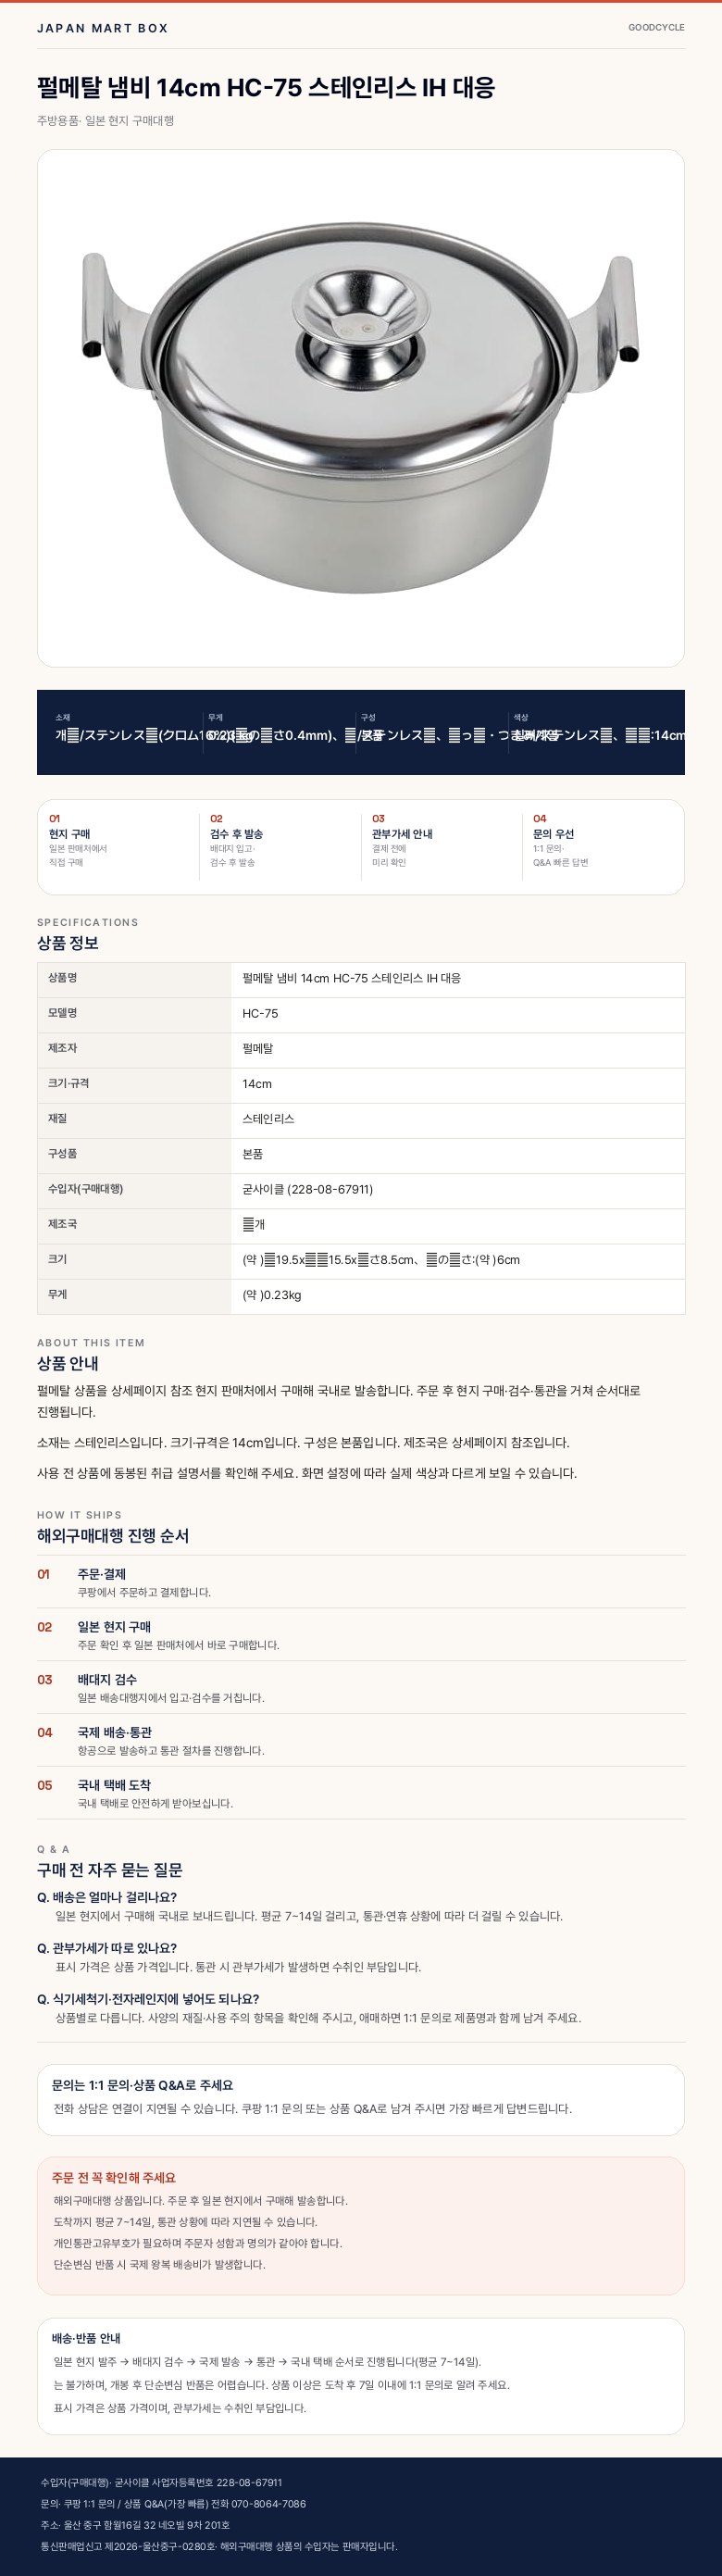 JAPAN MART BOX
GOODCYCLE
펄메탈 냄비 14cm HC-75 스테인리스 IH 대응
주방용품· 일본 현지 구매대행
소재
무게
구성
색상
01
현지 구매
일본 판매처에서
직접 구매
02
검수 후 발송
배대지 입고·
검수 후 발송
03
관부가세 안내
결제 전에
미리 확인
04
문의 우선
1:1 문의·
Q&A 빠른 답변
SPECIFICATIONS
상품 정보
상품명 펄메탈 냄비 14cm HC-75 스테인리스 IH 대응
모델명 HC-75
제조자 펄메탈
크기·규격 14cm
재질 스테인리스
구성품 본품
수입자(구매대행) 굳사이클 (228-08-67911)
제조국 개
크기 (약 )19.5x15.5xさ8.5cm、のさ:(약 )6cm
무게 (약 )0.23kg
ABOUT THIS ITEM
상품 안내
펄메탈 상품을 상세페이지 참조 현지 판매처에서 구매해 국내로 발송합니다. 주문 후 현지 구매·검수·통관을 거쳐 순서대로
진행됩니다.
소재는 스테인리스입니다. 크기·규격은 14cm입니다. 구성은 본품입니다. 제조국은 상세페이지 참조입니다.
사용 전 상품에 동봉된 취급 설명서를 확인해 주세요. 화면 설정에 따라 실제 색상과 다르게 보일 수 있습니다.
HOW IT SHIPS
해외구매대행 진행 순서
01 주문·결제
쿠팡에서 주문하고 결제합니다.
02 일본 현지 구매
주문 확인 후 일본 판매처에서 바로 구매합니다.
03 배대지 검수
일본 배송대행지에서 입고·검수를 거칩니다.
04 국제 배송·통관
항공으로 발송하고 통관 절차를 진행합니다.
05 국내 택배 도착
국내 택배로 안전하게 받아보십니다.
Q & A
구매 전 자주 묻는 질문
Q. 배송은 얼마나 걸리나요?
일본 현지에서 구매해 국내로 보내드립니다. 평균 7~14일 걸리고, 통관·연휴 상황에 따라 더 걸릴 수 있습니다.
Q. 관부가세가 따로 있나요?
표시 가격은 상품 가격입니다. 통관 시 관부가세가 발생하면 수취인 부담입니다.
Q. 식기세척기·전자레인지에 넣어도 되나요?
상품별로 다릅니다. 사양의 재질·사용 주의 항목을 확인해 주시고, 애매하면 1:1 문의로 제품명과 함께 남겨 주세요.
문의는 1:1 문의·상품 Q&A로 주세요
전화 상담은 연결이 지연될 수 있습니다. 쿠팡 1:1 문의 또는 상품 Q&A로 남겨 주시면 가장 빠르게 답변드립니다.
주문 전 꼭 확인해 주세요
해외구매대행 상품입니다. 주문 후 일본 현지에서 구매해 발송합니다.
도착까지 평균 7~14일, 통관 상황에 따라 지연될 수 있습니다.
개인통관고유부호가 필요하며 주문자 성함과 명의가 같아야 합니다.
단순변심 반품 시 국제 왕복 배송비가 발생합니다.
배송·반품 안내
일본 현지 발주 → 배대지 검수 → 국제 발송 → 통관 → 국내 택배 순서로 진행됩니다(평균 7~14일).
는 불가하며, 개봉 후 단순변심 반품은 어렵습니다. 상품 이상은 도착 후 7일 이내에 1:1 문의로 알려 주세요.
표시 가격은 상품 가격이며, 관부가세는 수취인 부담입니다.
수입자(구매대행)· 굳사이클 사업자등록번호 228-08-67911
문의· 쿠팡 1:1 문의 / 상품 Q&A(가장 빠름) 전화 070-8064-7086
주소· 울산 중구 함월16길 32 네오빌 9차 201호
통신판매업신고 제2026-울산중구-0280호· 해외구매대행 상품의 수입자는 판매자입니다.